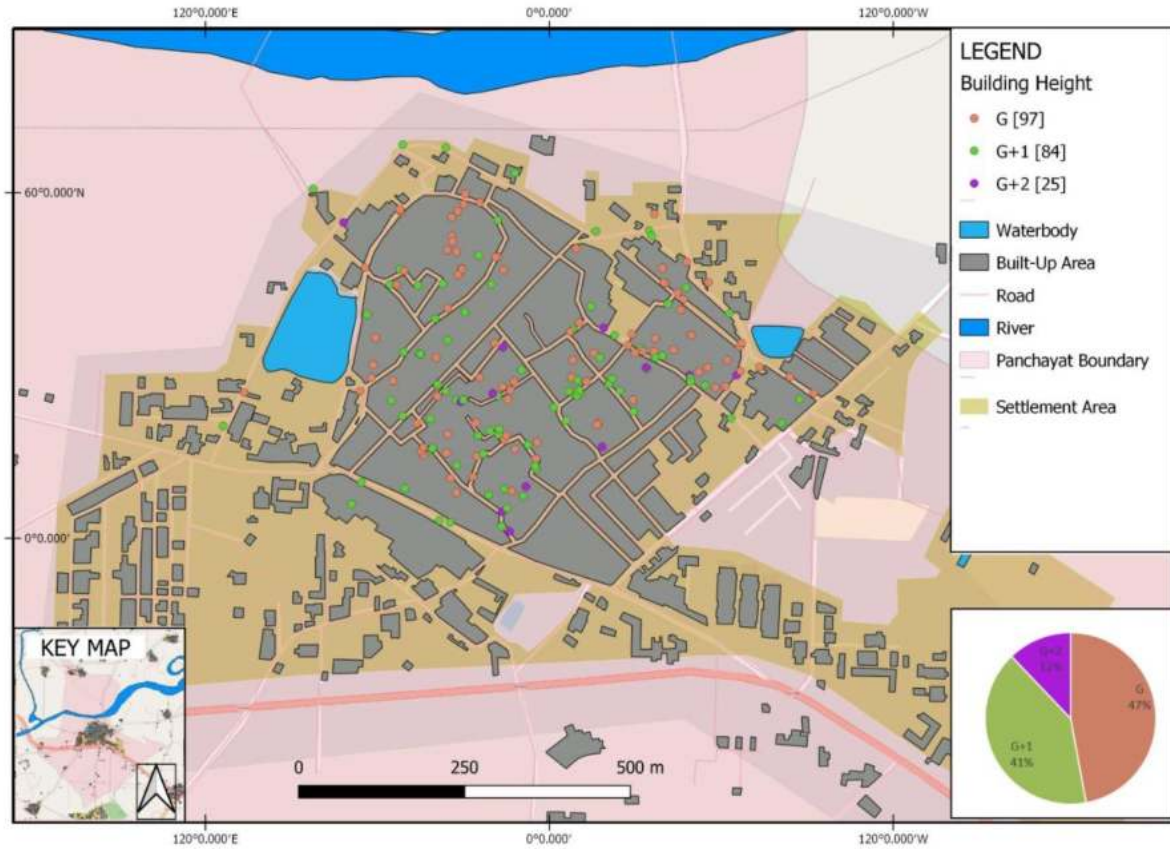 120°0.000'E
0°0.000'
120°0.000'W
60°0.000'N
0°0.000'
LEGEND
Building Height
G [97]
G+1 [84]
G+2 [25]
Waterbody
Built-Up Area
Road
River
Panchayat Boundary
Settlement Area
KEY MAP
0
250
500 m
G+2
12%
G
47%
G+1
41%
120°0.000'E
0°0.000'
120°0.000'W